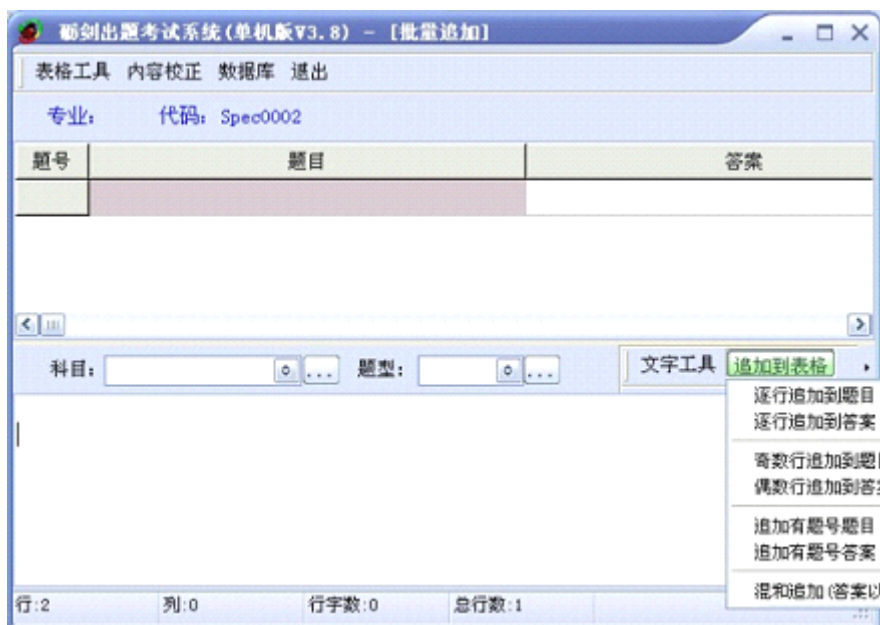 砺剑出题考试系统(单机版V3.8) - [批量追加]
表格工具 内容校正 数据库 退出
专业: 代码: Spec0002
题号 题目 答案
科目: ... 题型: ... 文字工具 追加到表格
逐行追加到题目
逐行追加到答案
奇数行追加到题
偶数行追加到答
追加有题号题目
追加有题号答案
混和追加(答案以
行:2 列:0 行字数:0 总行数:1